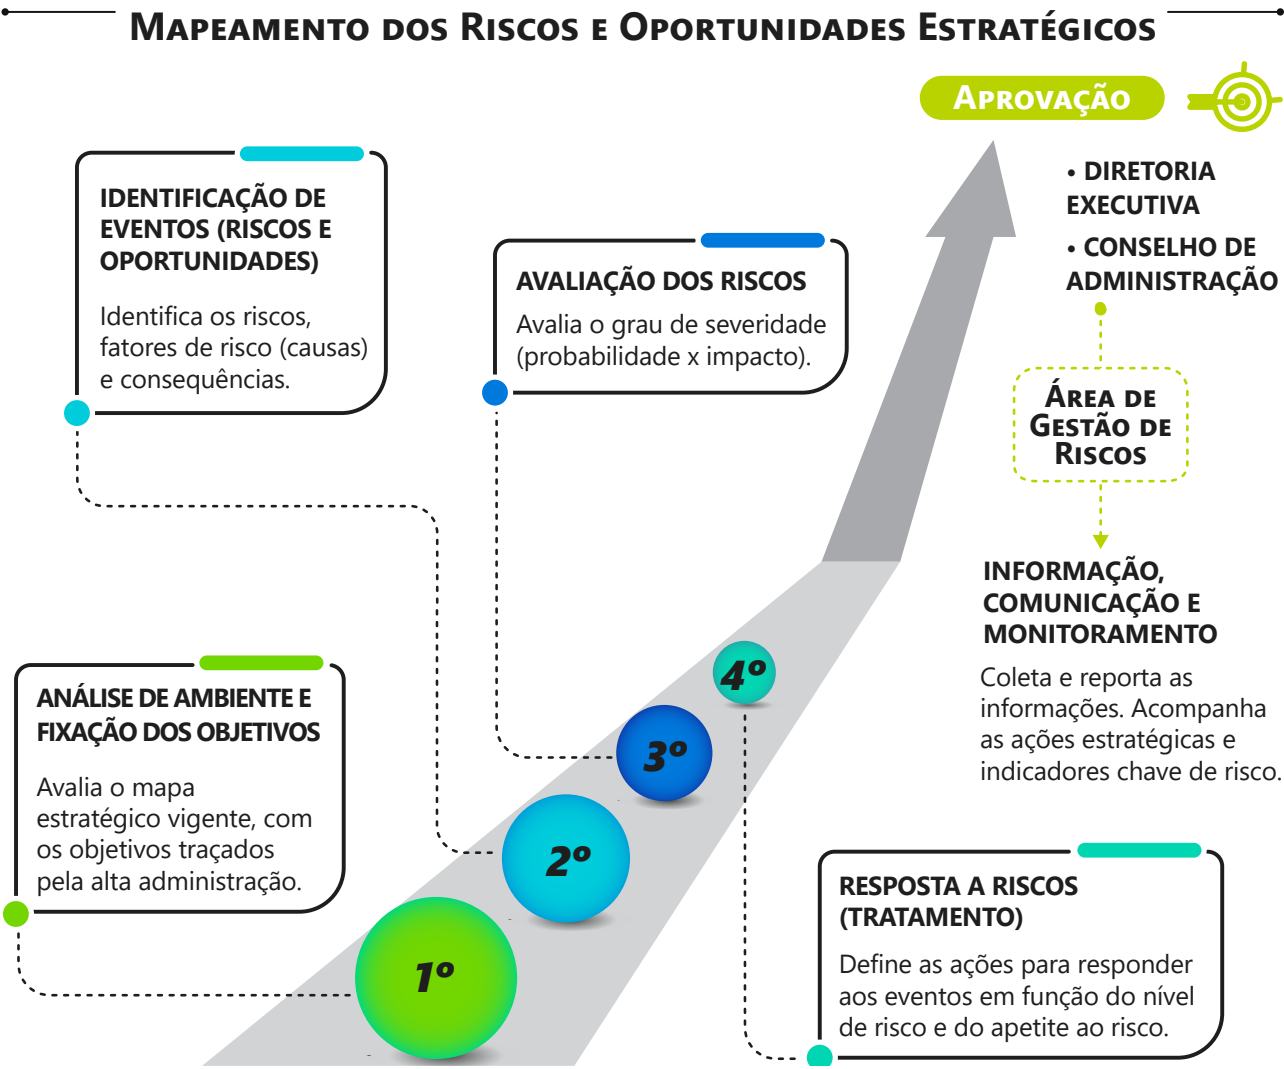 MAPEAMENTO DOS RISCOS E OPORTUNIDADES ESTRATÉGICOS
APROVAÇÃO
• DIRETORIA
EXECUTIVA
• CONSELHO DE
ADMINISTRAÇÃO
ÁREA DE
GESTÃO DE
RISCOS
INFORMAÇÃO,
COMUNICAÇÃO E
MONITORAMENTO
Coleta e reporta as
informações. Acompanha
as ações estratégicas e
indicadores chave de risco.
IDENTIFICAÇÃO DE
EVENTOS (RISCOS E
OPORTUNIDADES)
Identifica os riscos,
fatores de risco (causas)
e consequências.
AVALIAÇÃO DOS RISCOS
Avalia o grau de severidade
(probabilidade x impacto).
ANÁLISE DE AMBIENTE E
FIXAÇÃO DOS OBJETIVOS
Avalia o mapa
estratégico vigente, com
os objetivos traçados
pela alta administração.
4º
3º
2º
1º
RESPOSTA A RISCOS
(TRATAMENTO)
Define as ações para responder
aos eventos em função do nível
de risco e do apetite ao risco.